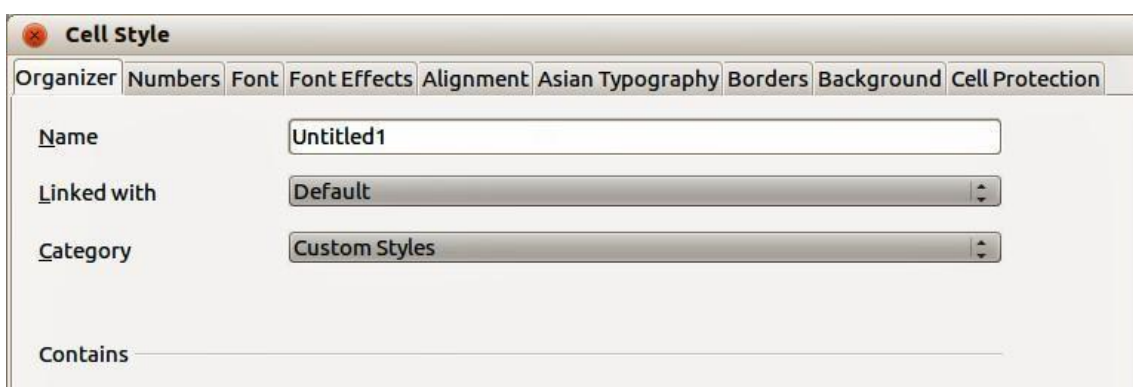 Cell Style
Organizer Numbers Font Font Effects Alignment Asian Typography Borders Background Cell Protection
Name Untitled1
Linked with Default
Category Custom Styles
Contains